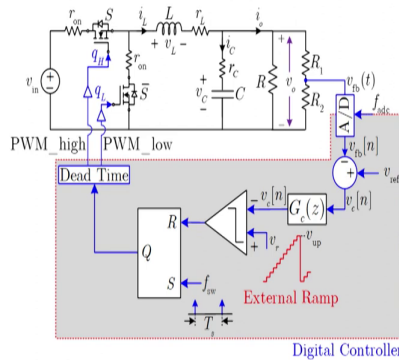 r_on S i_L L r_L i_o
+ v_L −
q_H r_on i_C R_1
v_in q_L S̄ + v_C − r_C C R + v_o − R_2 v_fb(t)
A/D f_adc
PWM_high PWM_low
v_fb[n]
Dead Time
− + v_ref
v_c[n] G_c(z) v_c[n]
R − +
v_r v_up
Q
S f_sw
External Ramp
T_s
Digital Controller